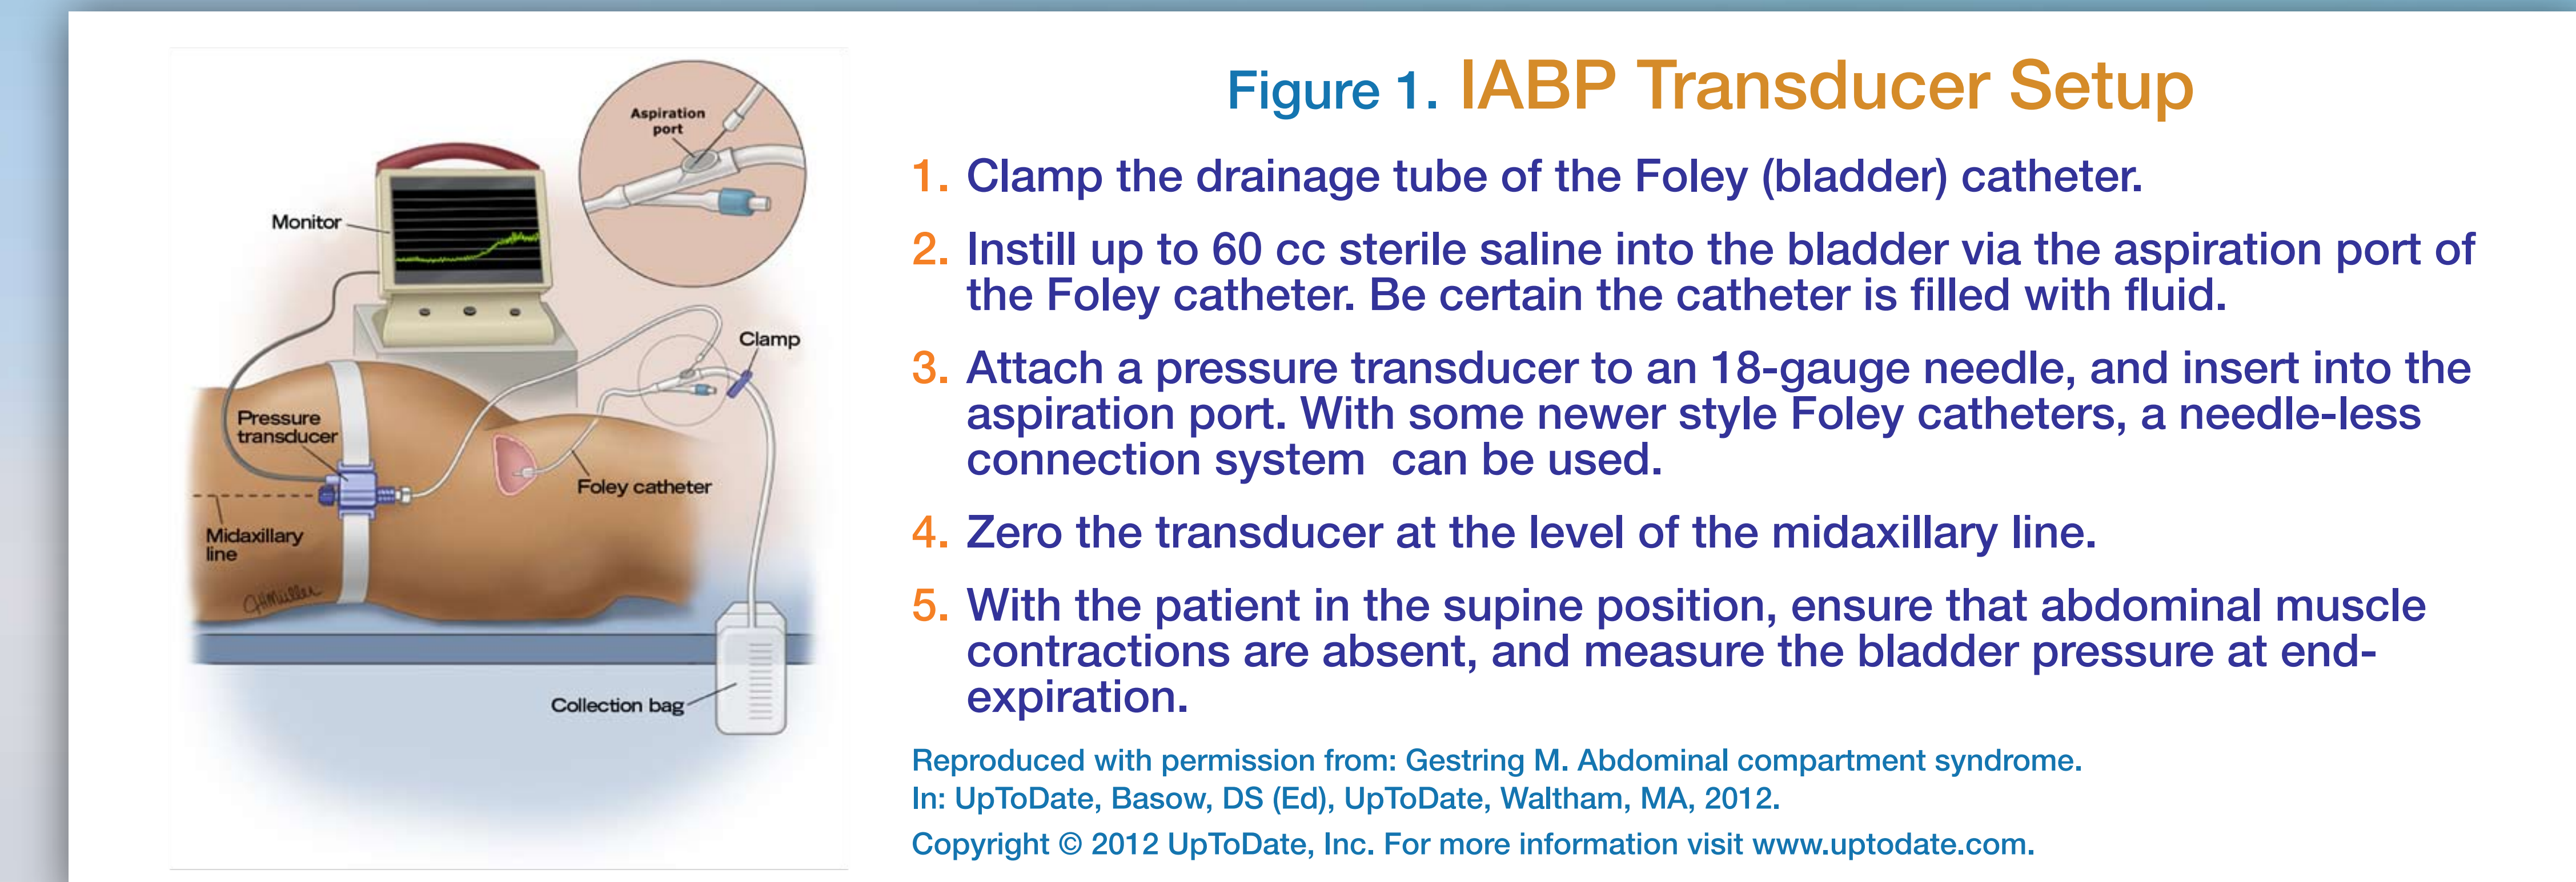 Aspiration
port
Monitor
Clamp
Pressure
transducer
Foley catheter
Midaxillary
line
JHMüller
Collection bag
Figure 1. IABP Transducer Setup
1. Clamp the drainage tube of the Foley (bladder) catheter.
2. Instill up to 60 cc sterile saline into the bladder via the aspiration port of
the Foley catheter. Be certain the catheter is filled with fluid.
3. Attach a pressure transducer to an 18-gauge needle, and insert into the
aspiration port. With some newer style Foley catheters, a needle-less
connection system  can be used.
4. Zero the transducer at the level of the midaxillary line.
5. With the patient in the supine position, ensure that abdominal muscle
contractions are absent, and measure the bladder pressure at end-
expiration.
Reproduced with permission from: Gestring M. Abdominal compartment syndrome.
In: UpToDate, Basow, DS (Ed), UpToDate, Waltham, MA, 2012.
Copyright © 2012 UpToDate, Inc. For more information visit www.uptodate.com.